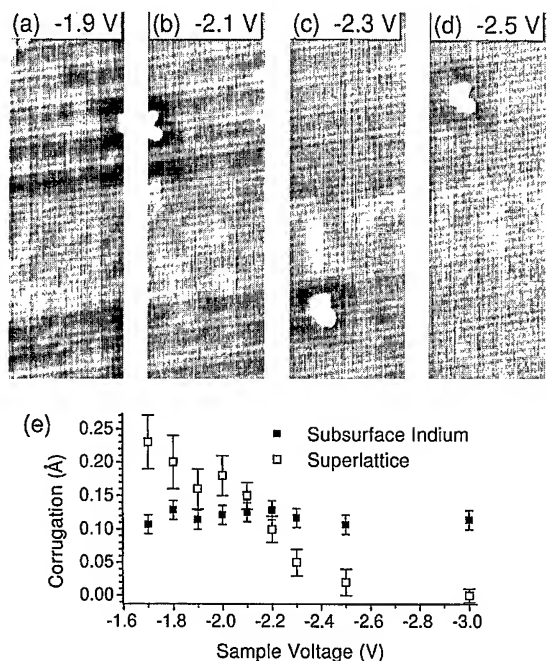 (a) -1.9 V (b) -2.1 V (c) -2.3 V (d) -2.5 V
(e)
Subsurface Indium
Superlattice
Corrugation (Å)
0.25
0.20
0.15
0.10
0.05
0.00
-1.6 -1.8 -2.0 -2.2 -2.4 -2.6 -2.8 -3.0
Sample Voltage (V)